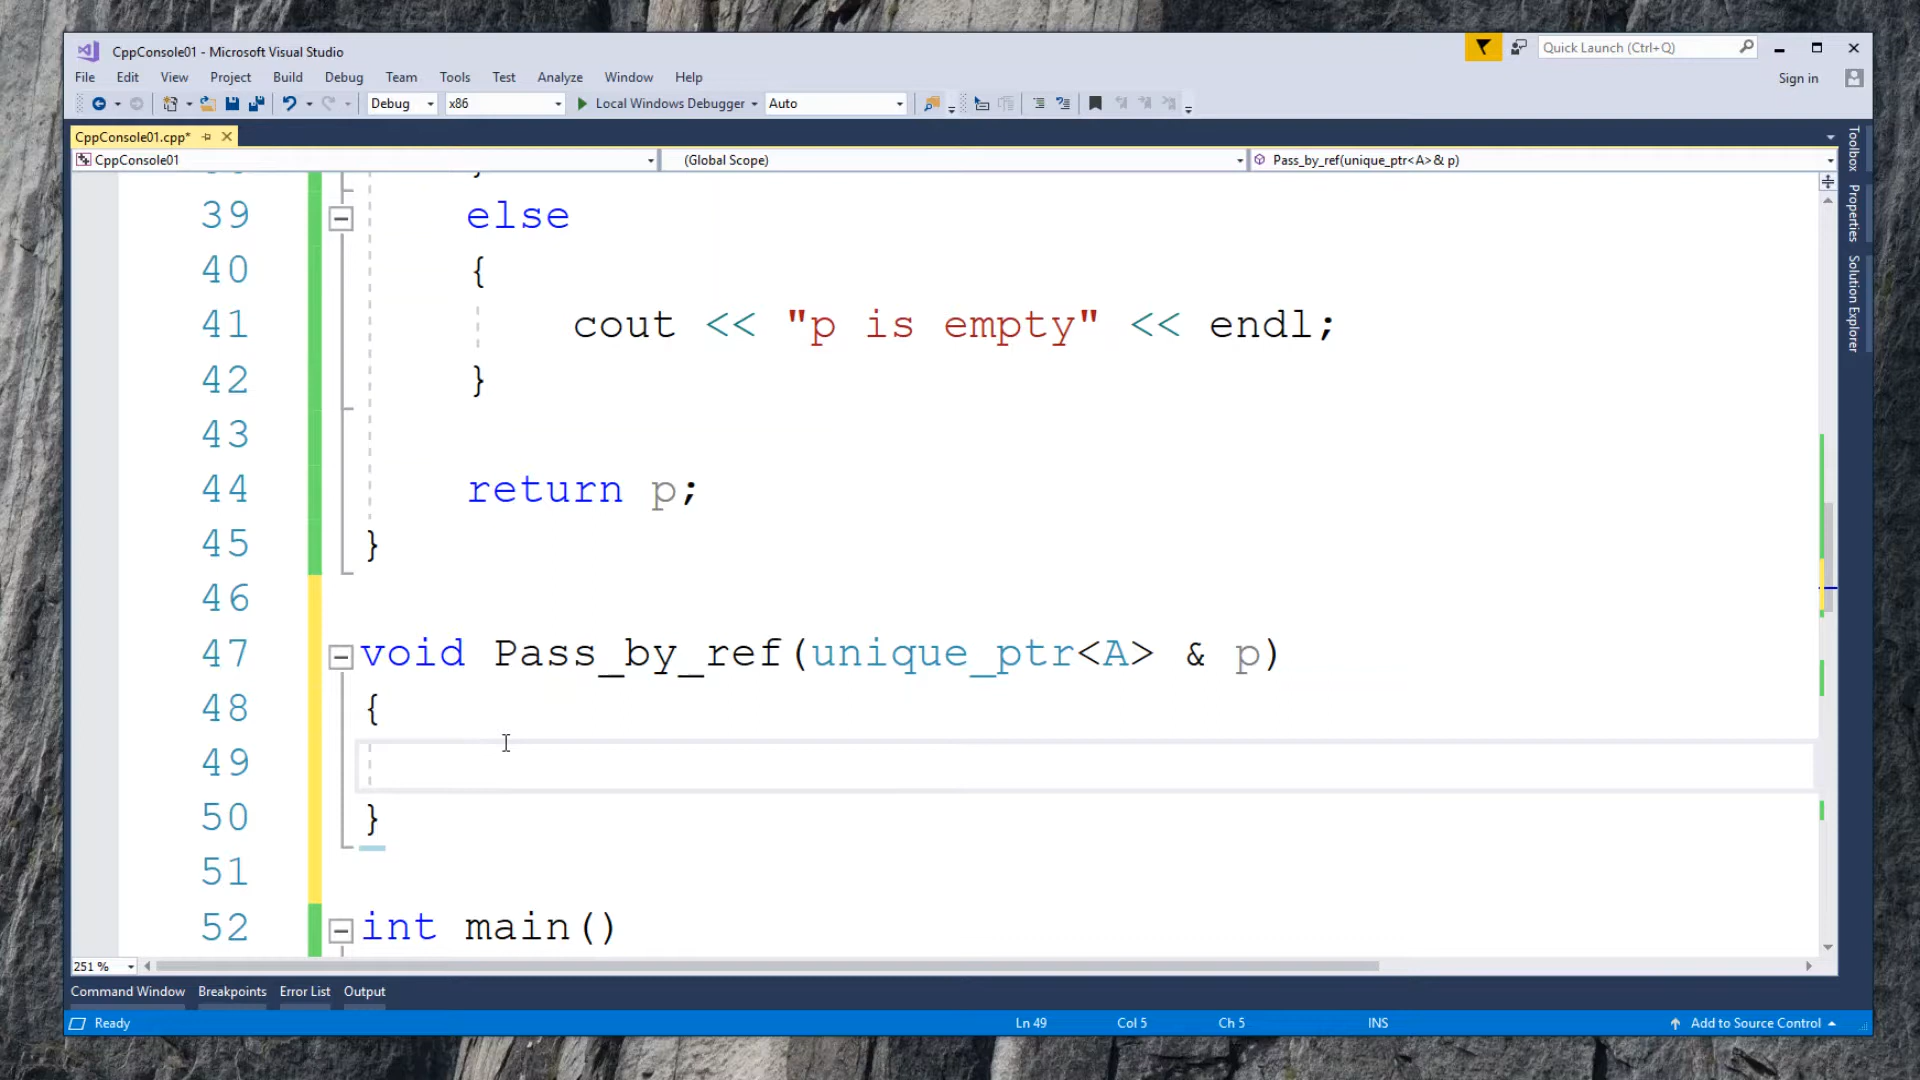 CppConsole01 - Microsoft Visual Studio
Quick Launch (Ctrl+Q)
File Edit View Project Build Debug Team Tools Test Analyze Window Help
Sign in
Debug x86 Local Windows Debugger Auto
CppConsole01.cpp*
CppConsole01 (Global Scope) Pass_by_ref(unique_ptr<A> & p)
39 else
40 {
41 cout << "p is empty" << endl;
42 }
43
44 return p;
45 }
46
47 void Pass_by_ref(unique_ptr<A> & p)
48 {
49
50 }
51
52 int main()
251 %
Command Window Breakpoints Error List Output
Ready Ln 49 Col 5 Ch 5 INS Add to Source Control
Toolbox
Properties
Solution Explorer